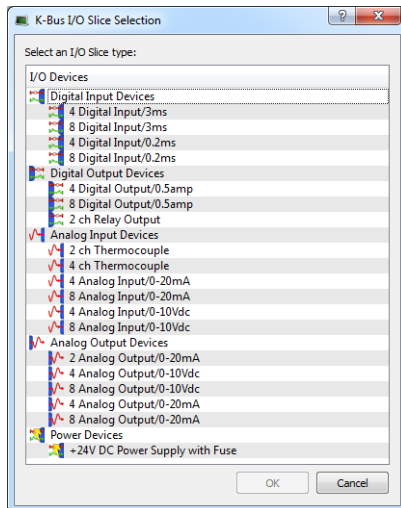 K-Bus I/O Slice Selection
Select an I/O Slice type:
I/O Devices
Digital Input Devices
4 Digital Input/3ms
8 Digital Input/3ms
4 Digital Input/0.2ms
8 Digital Input/0.2ms
Digital Output Devices
4 Digital Output/0.5amp
8 Digital Output/0.5amp
2 ch Relay Output
Analog Input Devices
2 ch Thermocouple
4 ch Thermocouple
4 Analog Input/0-20mA
8 Analog Input/0-20mA
4 Analog Input/0-10Vdc
8 Analog Input/0-10Vdc
Analog Output Devices
2 Analog Output/0-20mA
4 Analog Output/0-10Vdc
8 Analog Output/0-10Vdc
4 Analog Output/0-20mA
8 Analog Output/0-20mA
Power Devices
+24V DC Power Supply with Fuse
OK Cancel